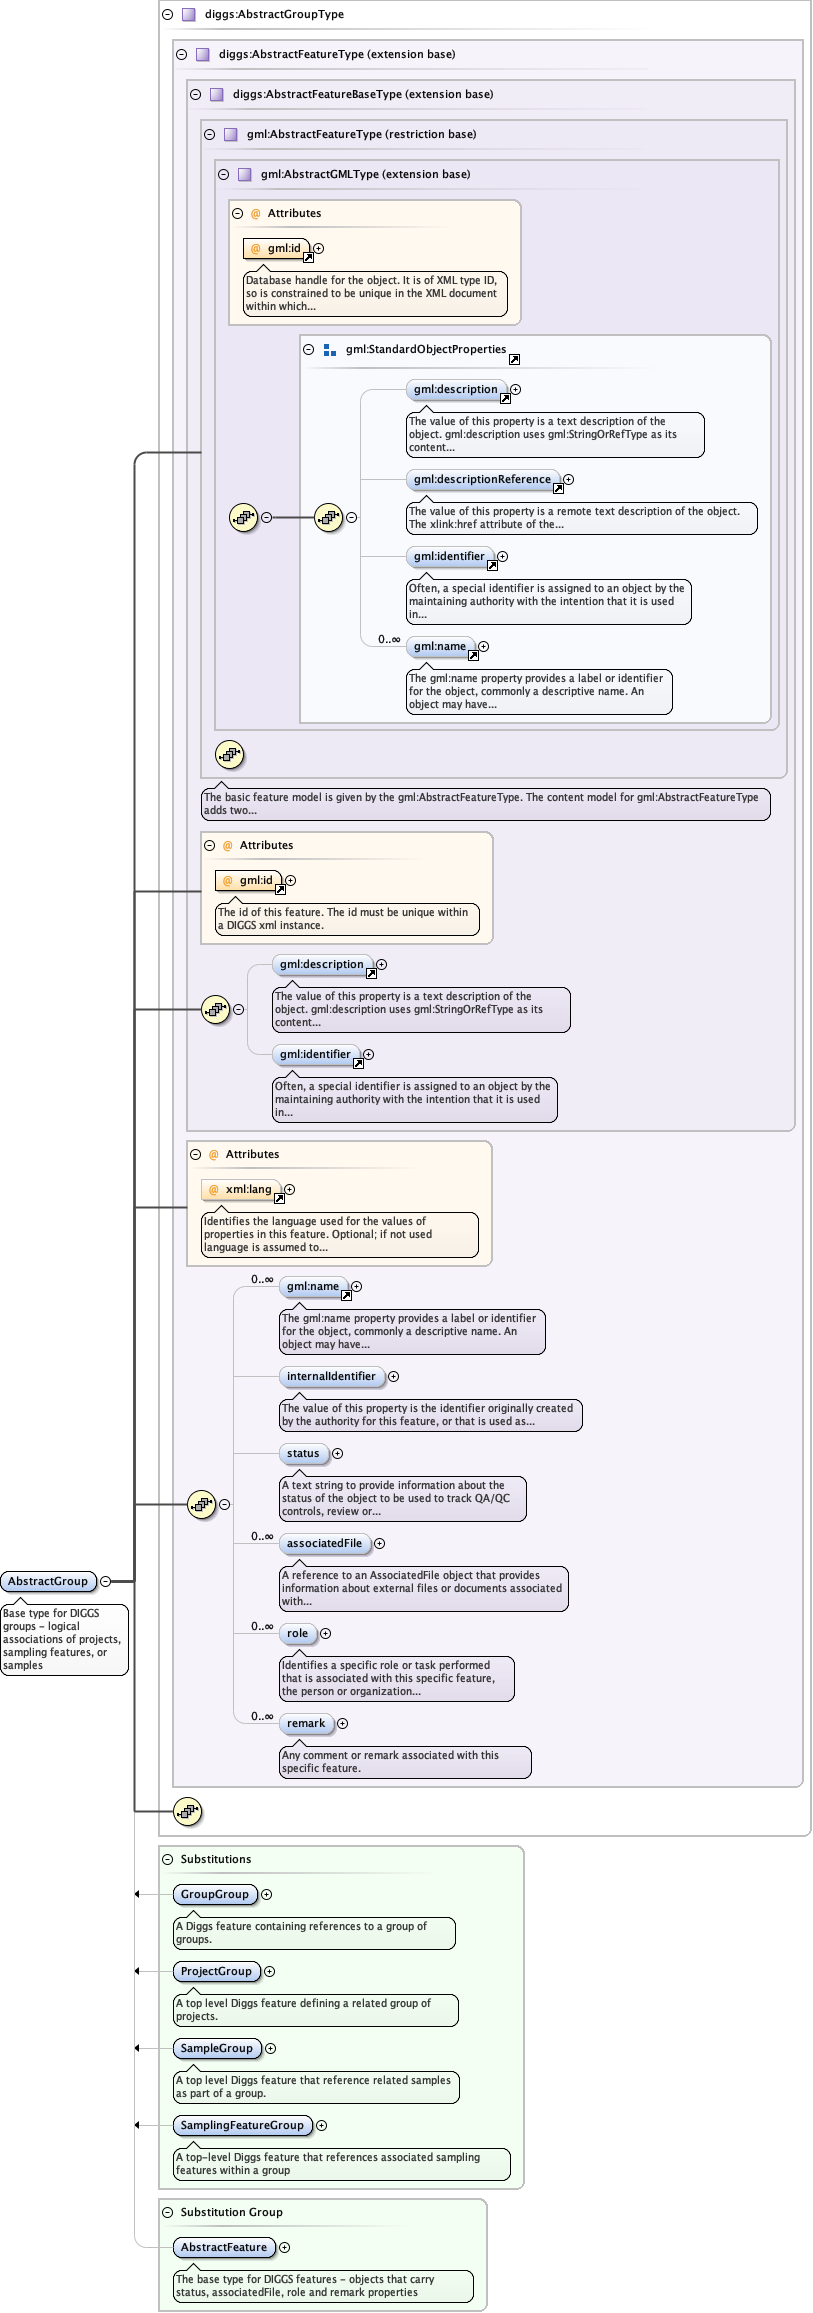 diggs:AbstractGroupType
diggs:AbstractFeatureType (extension base)
diggs:AbstractFeatureBaseType (extension base)
gml:AbstractFeatureType (restriction base)
gml:AbstractGMLType (extension base)
@ Attributes
@ gml:id
Database handle for the object. It is of XML type ID,
so is constrained to be unique in the XML document
within which...
gml:StandardObjectProperties
gml:description
The value of this property is a text description of the
object. gml:description uses gml:StringOrRefType as its
content...
gml:descriptionReference
The value of this property is a remote text description of the object.
The xlink:href attribute of the...
gml:identifier
Often, a special identifier is assigned to an object by the
maintaining authority with the intention that it is used
in...
0..∞
gml:name
The gml:name property provides a label or identifier
for the object, commonly a descriptive name. An
object may have...
The basic feature model is given by the gml:AbstractFeatureType. The content model for gml:AbstractFeatureType
adds two...
@ Attributes
@ gml:id
The id of this feature. The id must be unique within
a DIGGS xml instance.
gml:description
The value of this property is a text description of the
object. gml:description uses gml:StringOrRefType as its
content...
gml:identifier
Often, a special identifier is assigned to an object by the
maintaining authority with the intention that it is used
in...
@ Attributes
@ xml:lang
Identifies the language used for the values of
properties in this feature. Optional; if not used
language is assumed to...
0..∞
gml:name
The gml:name property provides a label or identifier
for the object, commonly a descriptive name. An
object may have...
internalIdentifier
The value of this property is the identifier originally created
by the authority for this feature, or that is used as...
status
A text string to provide information about the
status of the object to be used to track QA/QC
controls, review or...
0..∞
associatedFile
A reference to an AssociatedFile object that provides
information about external files or documents associated
with...
0..∞
role
Identifies a specific role or task performed
that is associated with this specific feature,
the person or organization...
0..∞
remark
Any comment or remark associated with this
specific feature.
AbstractGroup
Base type for DIGGS
groups - logical
associations of projects,
sampling features, or
samples
Substitutions
GroupGroup
A Diggs feature containing references to a group of
groups.
ProjectGroup
A top level Diggs feature defining a related group of
projects.
SampleGroup
A top level Diggs feature that reference related samples
as part of a group.
SamplingFeatureGroup
A top-level Diggs feature that references associated sampling
features within a group
Substitution Group
AbstractFeature
The base type for DIGGS features - objects that carry
status, associatedFile, role and remark properties